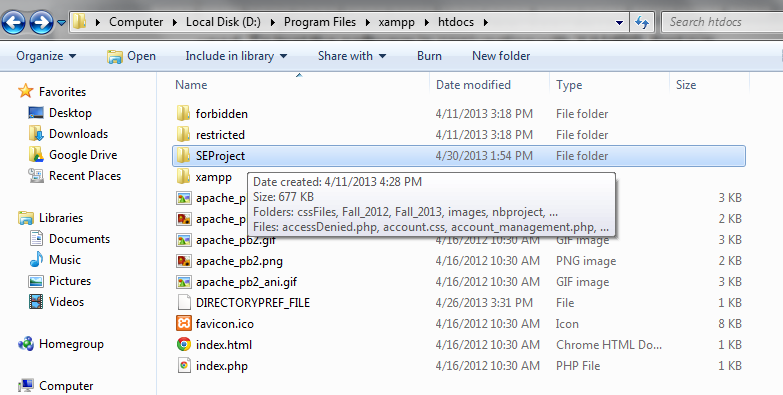 Computer ▸ Local Disk (D:) ▸ Program Files ▸ xampp ▸ htdocs ▸
Search htdocs
Organize ▾ Open Include in library ▾ Share with ▾ Burn New folder
Name Date modified Type Size
Favorites
Desktop
Downloads
Google Drive
Recent Places
Libraries
Documents
Music
Pictures
Videos
Homegroup
Computer
forbidden 4/11/2013 3:18 PM File folder
restricted 4/11/2013 3:18 PM File folder
SEProject 4/30/2013 1:54 PM File folder
xampp
Date created: 4/11/2013 4:28 PM
Size: 677 KB
Folders: cssFiles, Fall_2012, Fall_2013, images, nbproject, ...
Files: accessDenied.php, account.css, account_management.php, ...
apache_p 3 KB
apache_p 3 KB
apache_pb2.gif 4/16/2012 10:30 AM GIF image 3 KB
apache_pb2.png 4/16/2012 10:30 AM PNG image 2 KB
apache_pb2_ani.gif 4/16/2012 10:30 AM GIF image 3 KB
DIRECTORYPREF_FILE 4/26/2013 3:31 PM File 1 KB
favicon.ico 4/16/2012 10:30 AM Icon 8 KB
index.html 4/16/2012 10:30 AM Chrome HTML Do... 1 KB
index.php 4/16/2012 10:30 AM PHP File 1 KB